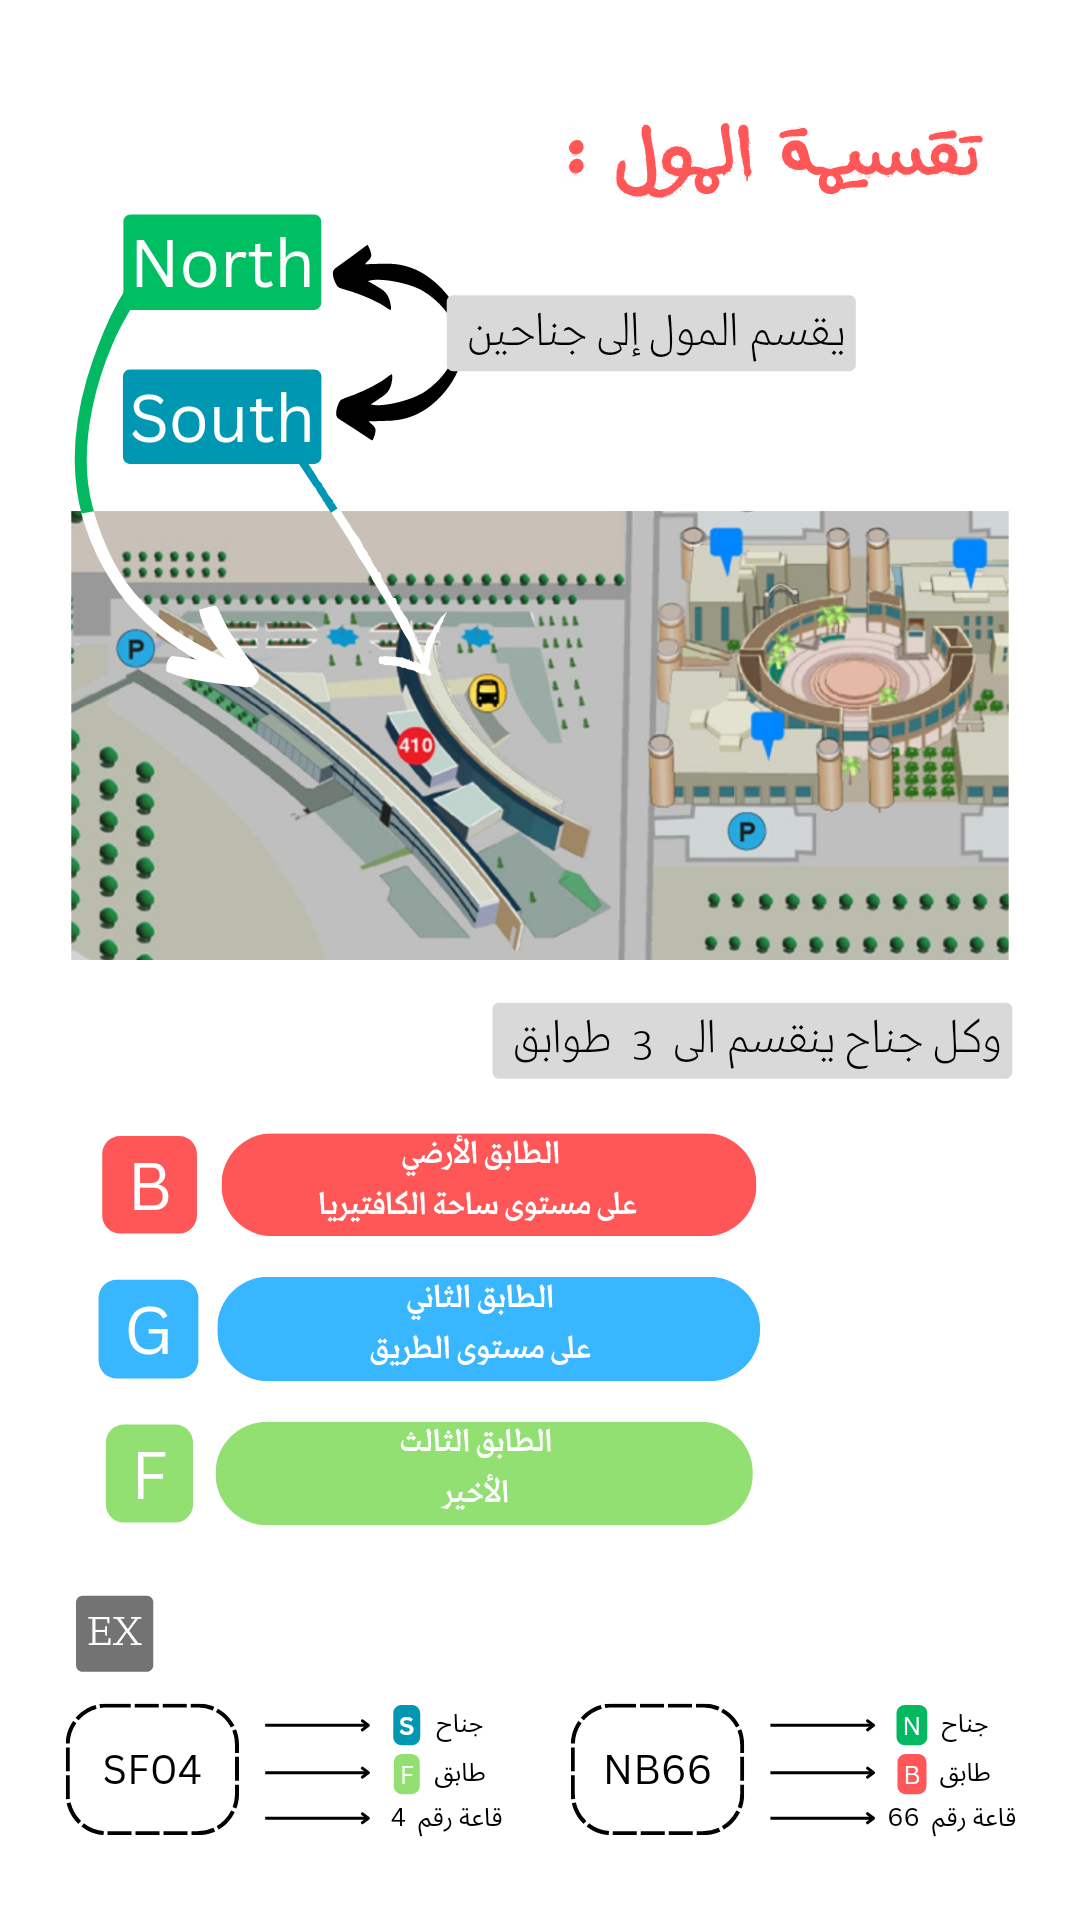 تقسيمة المول :
North
يقسم المول إلى جناحين
South
P
410
P
وكل جناح ينقسم الى 3 طوابق
B
الطابق الأرضي
على مستوى ساحة الكافتيريا
G
الطابق الثاني
على مستوى الطريق
F
الطابق الثالث
الأخير
EX
SF04
جناح S
طابق F
قاعة رقم 4
NB66
جناح N
طابق B
قاعة رقم 66